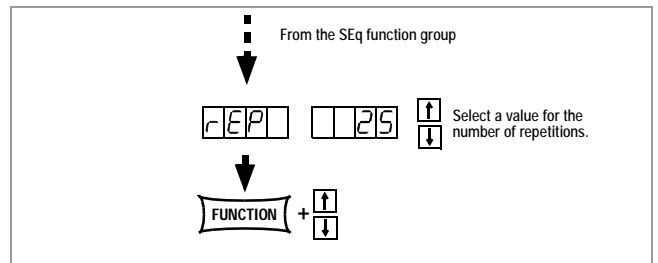 From the SEq function group
rEP 25
Select a value for the
number of repetitions.
FUNCTION +